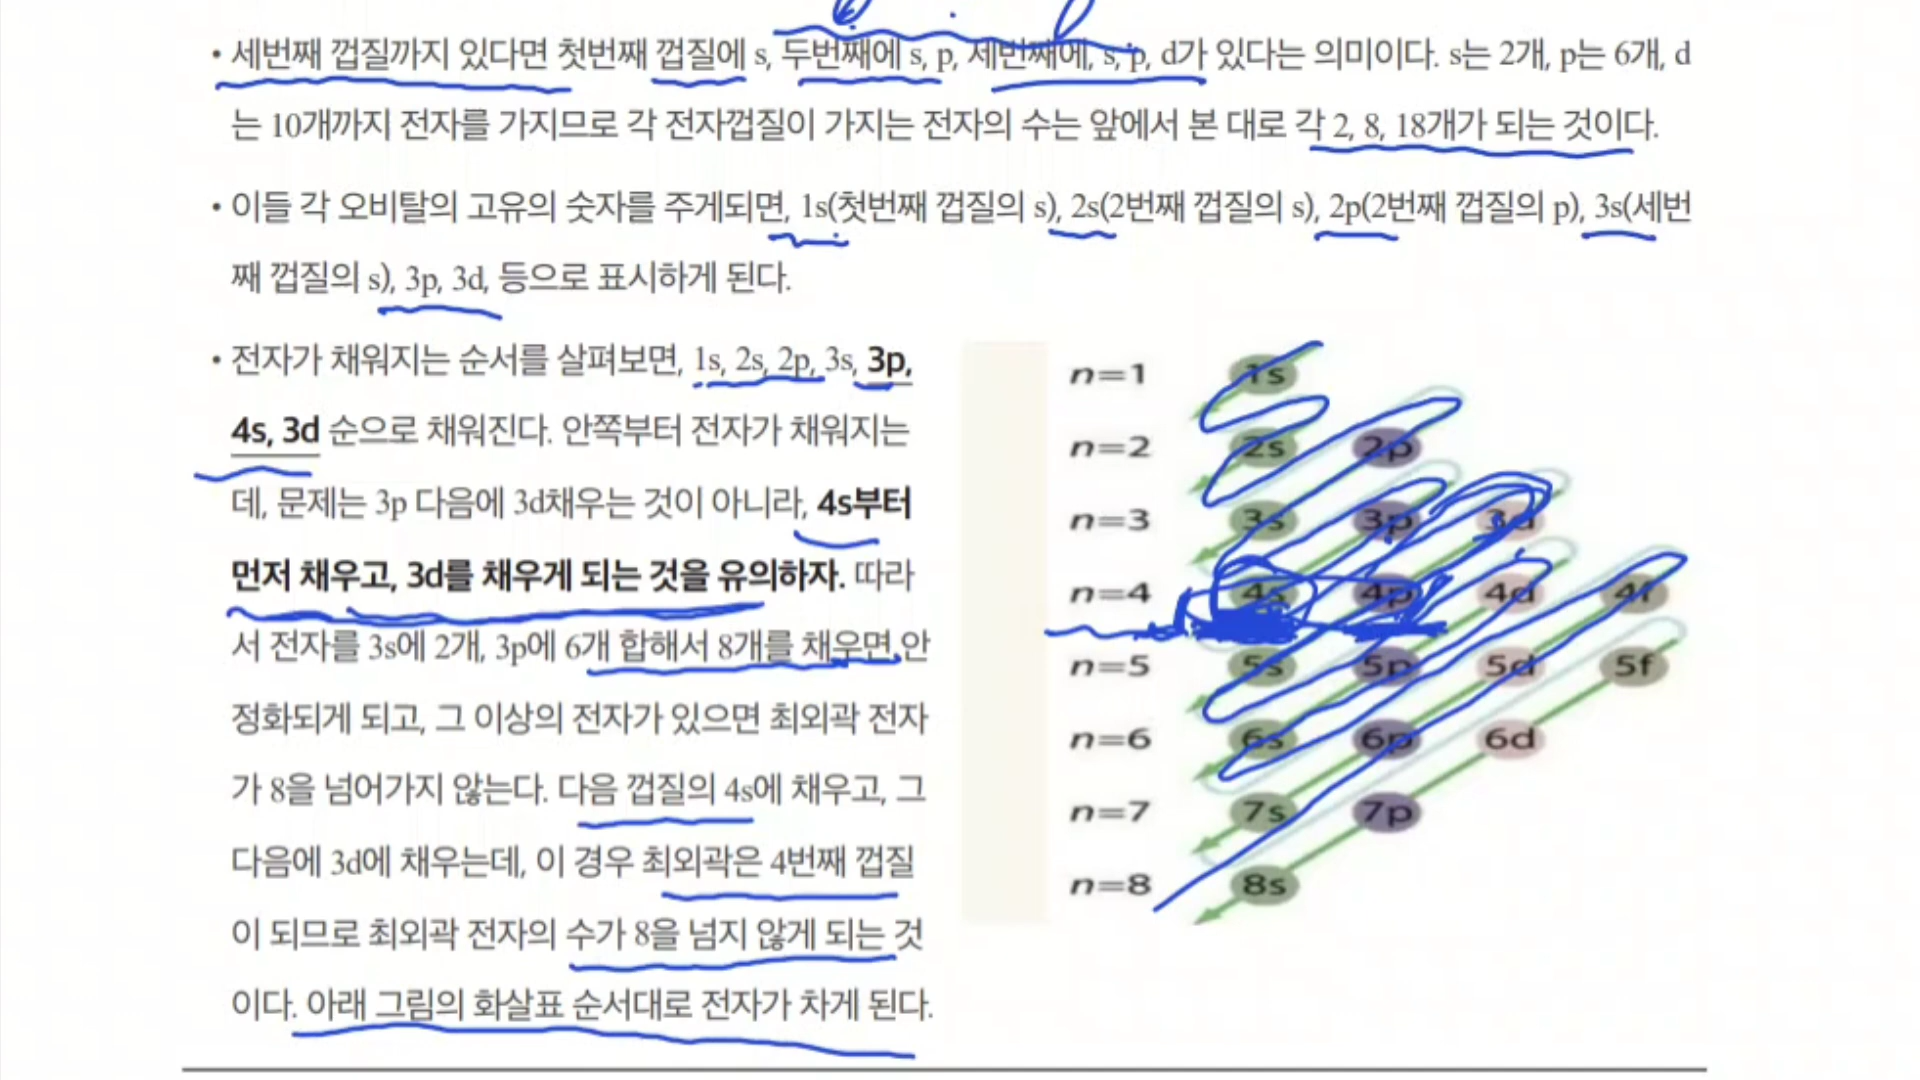 • 세번째 껍질까지 있다면 첫번째 껍질에 s, 두번째에 s, p, 세번째에, s, p, d가 있다는 의미이다. s는 2개, p는 6개, d
는 10개까지 전자를 가지므로 각 전자껍질이 가지는 전자의 수는 앞에서 본 대로 각 2, 8, 18개가 되는 것이다.
• 이들 각 오비탈의 고유의 숫자를 주게되면, 1s(첫번째 껍질의 s), 2s(2번째 껍질의 s), 2p(2번째 껍질의 p), 3s(세번
째 껍질의 s), 3p, 3d, 등으로 표시하게 된다.
• 전자가 채워지는 순서를 살펴보면, 1s, 2s, 2p, 3s, 3p,
4s, 3d 순으로 채워진다. 안쪽부터 전자가 채워지는
데, 문제는 3p 다음에 3d채우는 것이 아니라, 4s부터
먼저 채우고, 3d를 채우게 되는 것을 유의하자. 따라
서 전자를 3s에 2개, 3p에 6개 합해서 8개를 채우면 안
정화되게 되고, 그 이상의 전자가 있으면 최외곽 전자
가 8을 넘어가지 않는다. 다음 껍질의 4s에 채우고, 그
다음에 3d에 채우는데, 이 경우 최외곽은 4번째 껍질
이 되므로 최외곽 전자의 수가 8을 넘지 않게 되는 것
이다. 아래 그림의 화살표 순서대로 전자가 차게 된다.
n=1 1s
n=2 2s 2p
n=3 3s 3p 3d
n=4 4s 4p 4d 4f
n=5 5s 5p 5d 5f
n=6 6s 6p 6d
n=7 7s 7p
n=8 8s